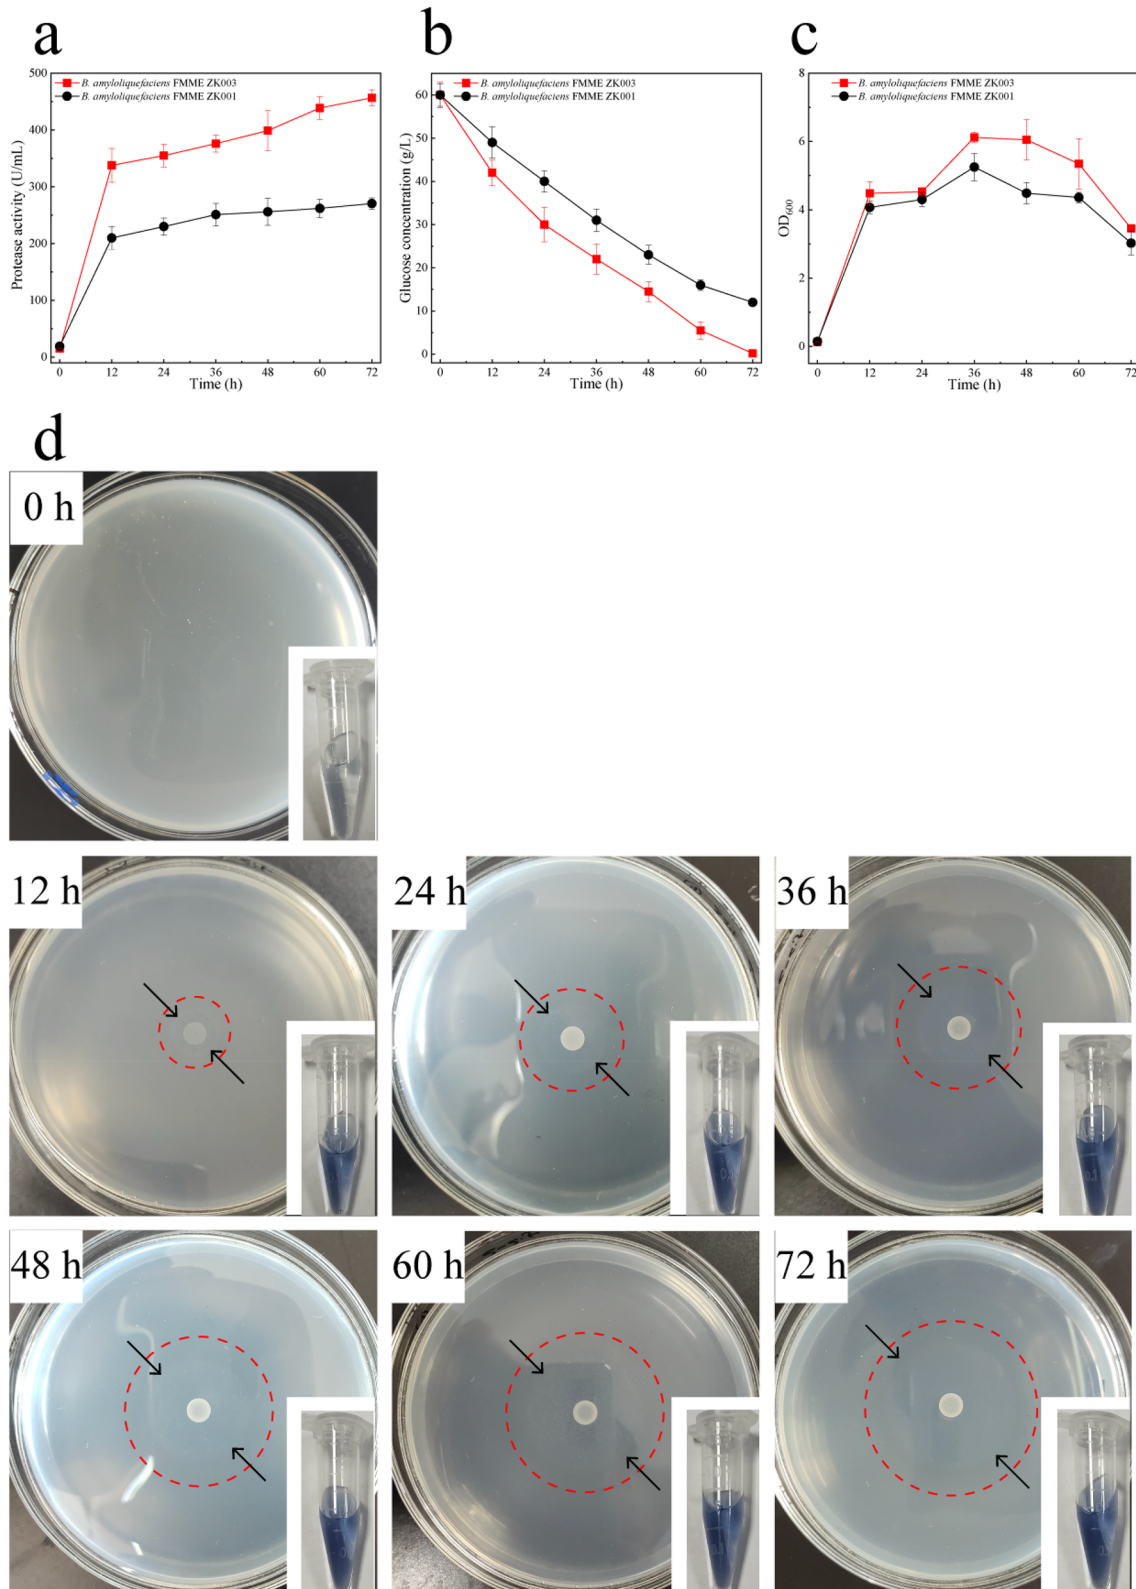 a
b
c
B. amyloliquefaciens FMME ZK003
B. amyloliquefaciens FMME ZK001
Protease activity (U/mL)
500
400
300
200
100
0
0 12 24 36 48 60 72
Time (h)
B. amyloliquefaciens FMME ZK003
B. amyloliquefaciens FMME ZK001
Glucose concentration (g/L)
60
50
40
30
20
10
0
0 12 24 36 48 60 72
Time (h)
B. amyloliquefaciens FMME ZK003
B. amyloliquefaciens FMME ZK001
OD600
8
6
4
2
0
0 12 24 36 48 60 72
Time (h)
d
0 h
12 h
24 h
36 h
48 h
60 h
72 h